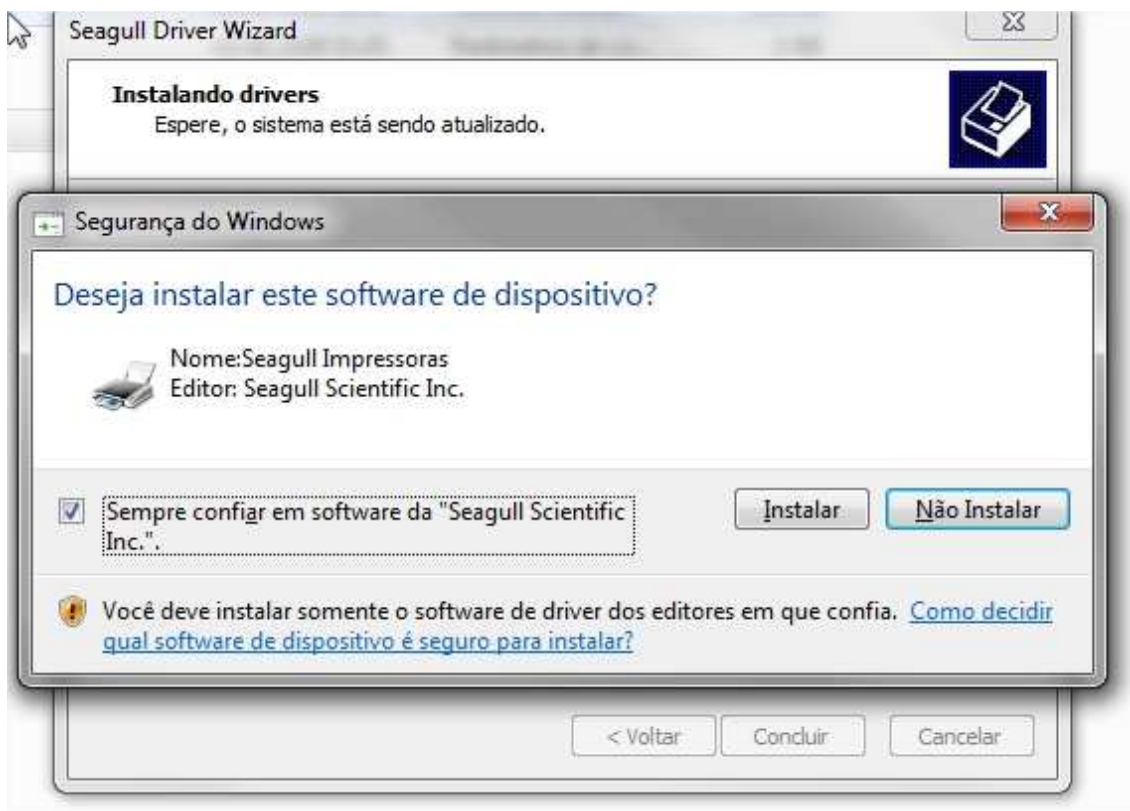 Seagull Driver Wizard
Instalando drivers
Espere, o sistema está sendo atualizado.
Segurança do Windows
Deseja instalar este software de dispositivo?
Nome:Seagull Impressoras
Editor: Seagull Scientific Inc.
Sempre confiar em software da "Seagull Scientific
Inc.".
Instalar
Não Instalar
Você deve instalar somente o software de driver dos editores em que confia. Como decidir
qual software de dispositivo é seguro para instalar?
< Voltar
Concluir
Cancelar